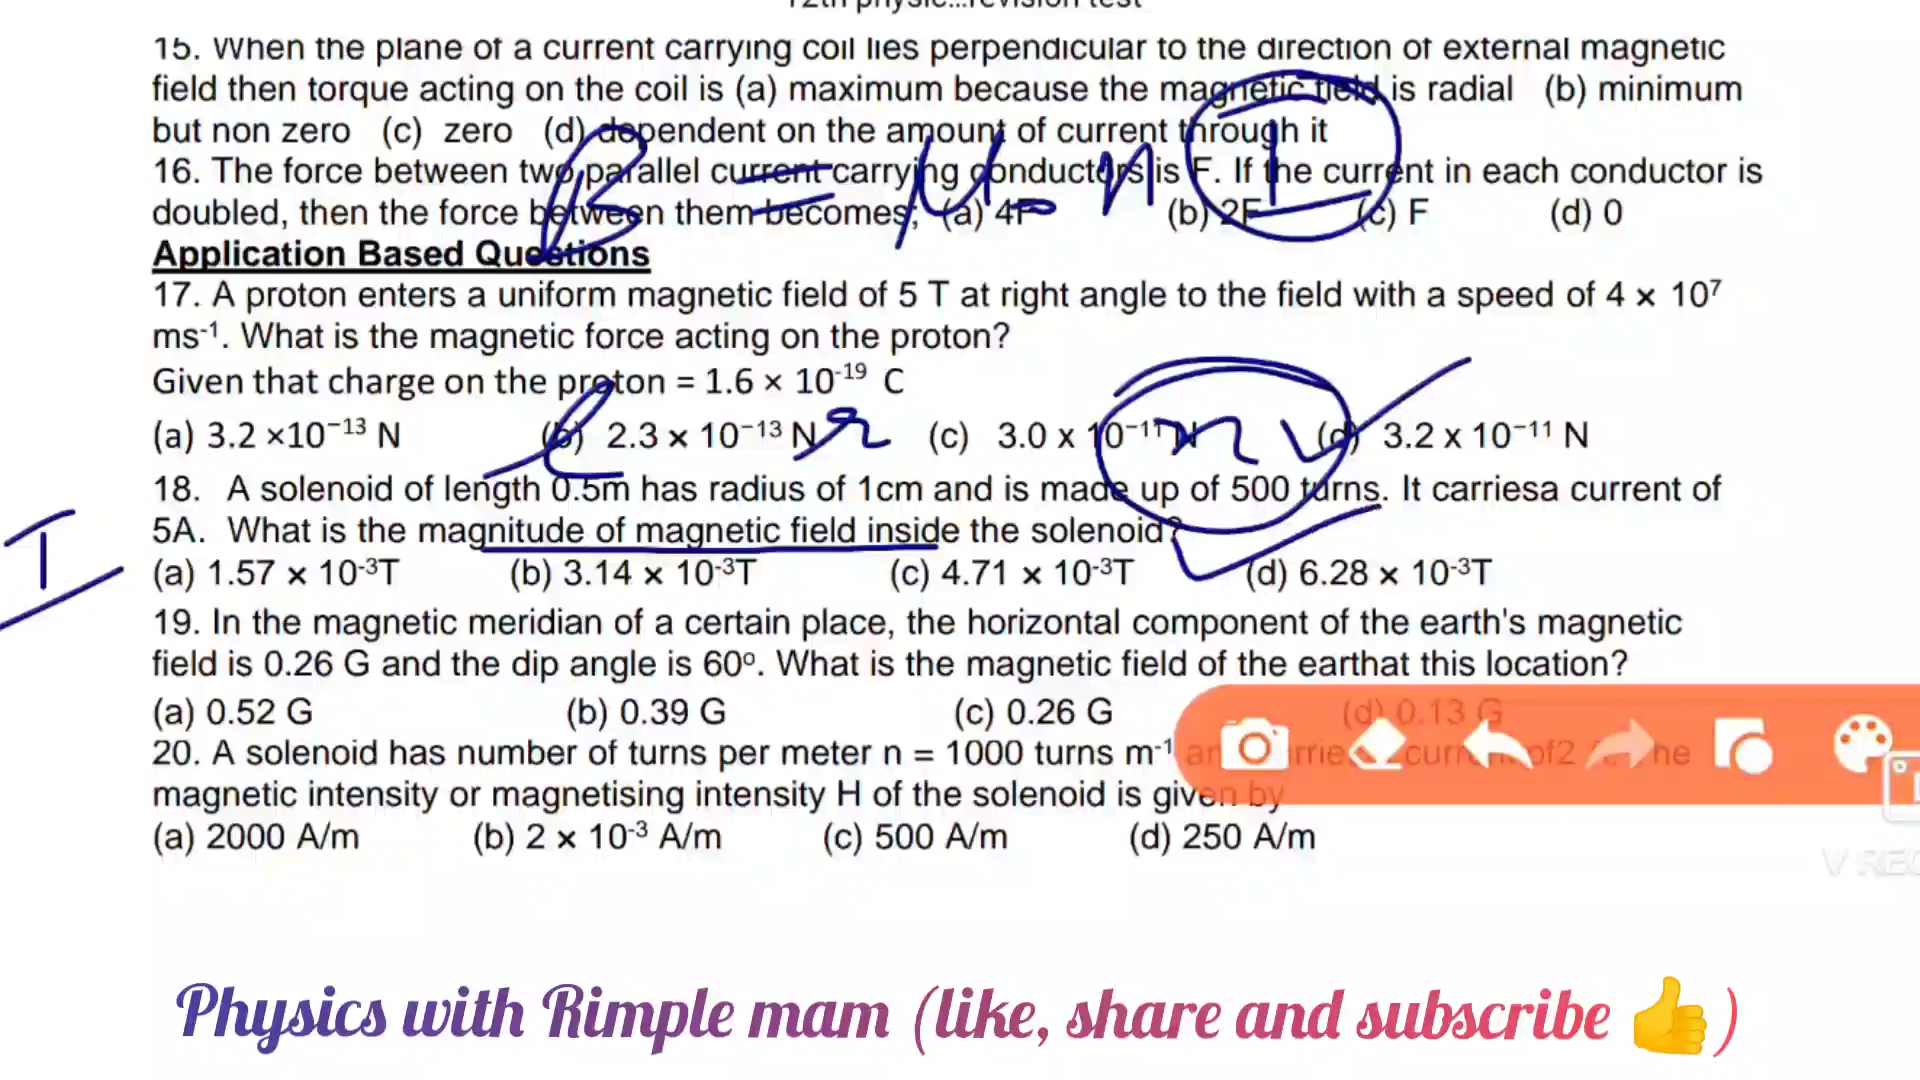 15. When the plane of a current carrying coil lies perpendicular to the direction of external magnetic
field then torque acting on the coil is (a) maximum because the magnetic field is radial (b) minimum
but non zero (c) zero (d) dependent on the amount of current through it
16. The force between two parallel current carrying conductors is F. If the current in each conductor is
doubled, then the force between them becomes; (a) 4F (b) 2F (c) F (d) 0
B = μ₀ n I
Application Based Questions
17. A proton enters a uniform magnetic field of 5 T at right angle to the field with a speed of 4 × 10⁷
ms⁻¹. What is the magnetic force acting on the proton?
Given that charge on the proton = 1.6 × 10⁻¹⁹ C
(a) 3.2 ×10⁻¹³ N (b) 2.3 x 10⁻¹³ N (c) 3.0 x 10⁻¹¹ N (d) 3.2 x 10⁻¹¹ N
l r n
18. A solenoid of length 0.5m has radius of 1cm and is made up of 500 turns. It carriesa current of
I
5A. What is the magnitude of magnetic field inside the solenoid?
(a) 1.57 × 10⁻³T (b) 3.14 × 10⁻³T (c) 4.71 × 10⁻³T (d) 6.28 × 10⁻³T
19. In the magnetic meridian of a certain place, the horizontal component of the earth's magnetic
field is 0.26 G and the dip angle is 60º. What is the magnetic field of the earthat this location?
(a) 0.52 G (b) 0.39 G (c) 0.26 G (d) 0.13 G
20. A solenoid has number of turns per meter n = 1000 turns m⁻¹ of2
magnetic intensity or magnetising intensity H of the solenoid is given by
(a) 2000 A/m (b) 2 × 10⁻³ A/m (c) 500 A/m (d) 250 A/m
V REC
Physics with Rimple mam (like, share and subscribe 👍)